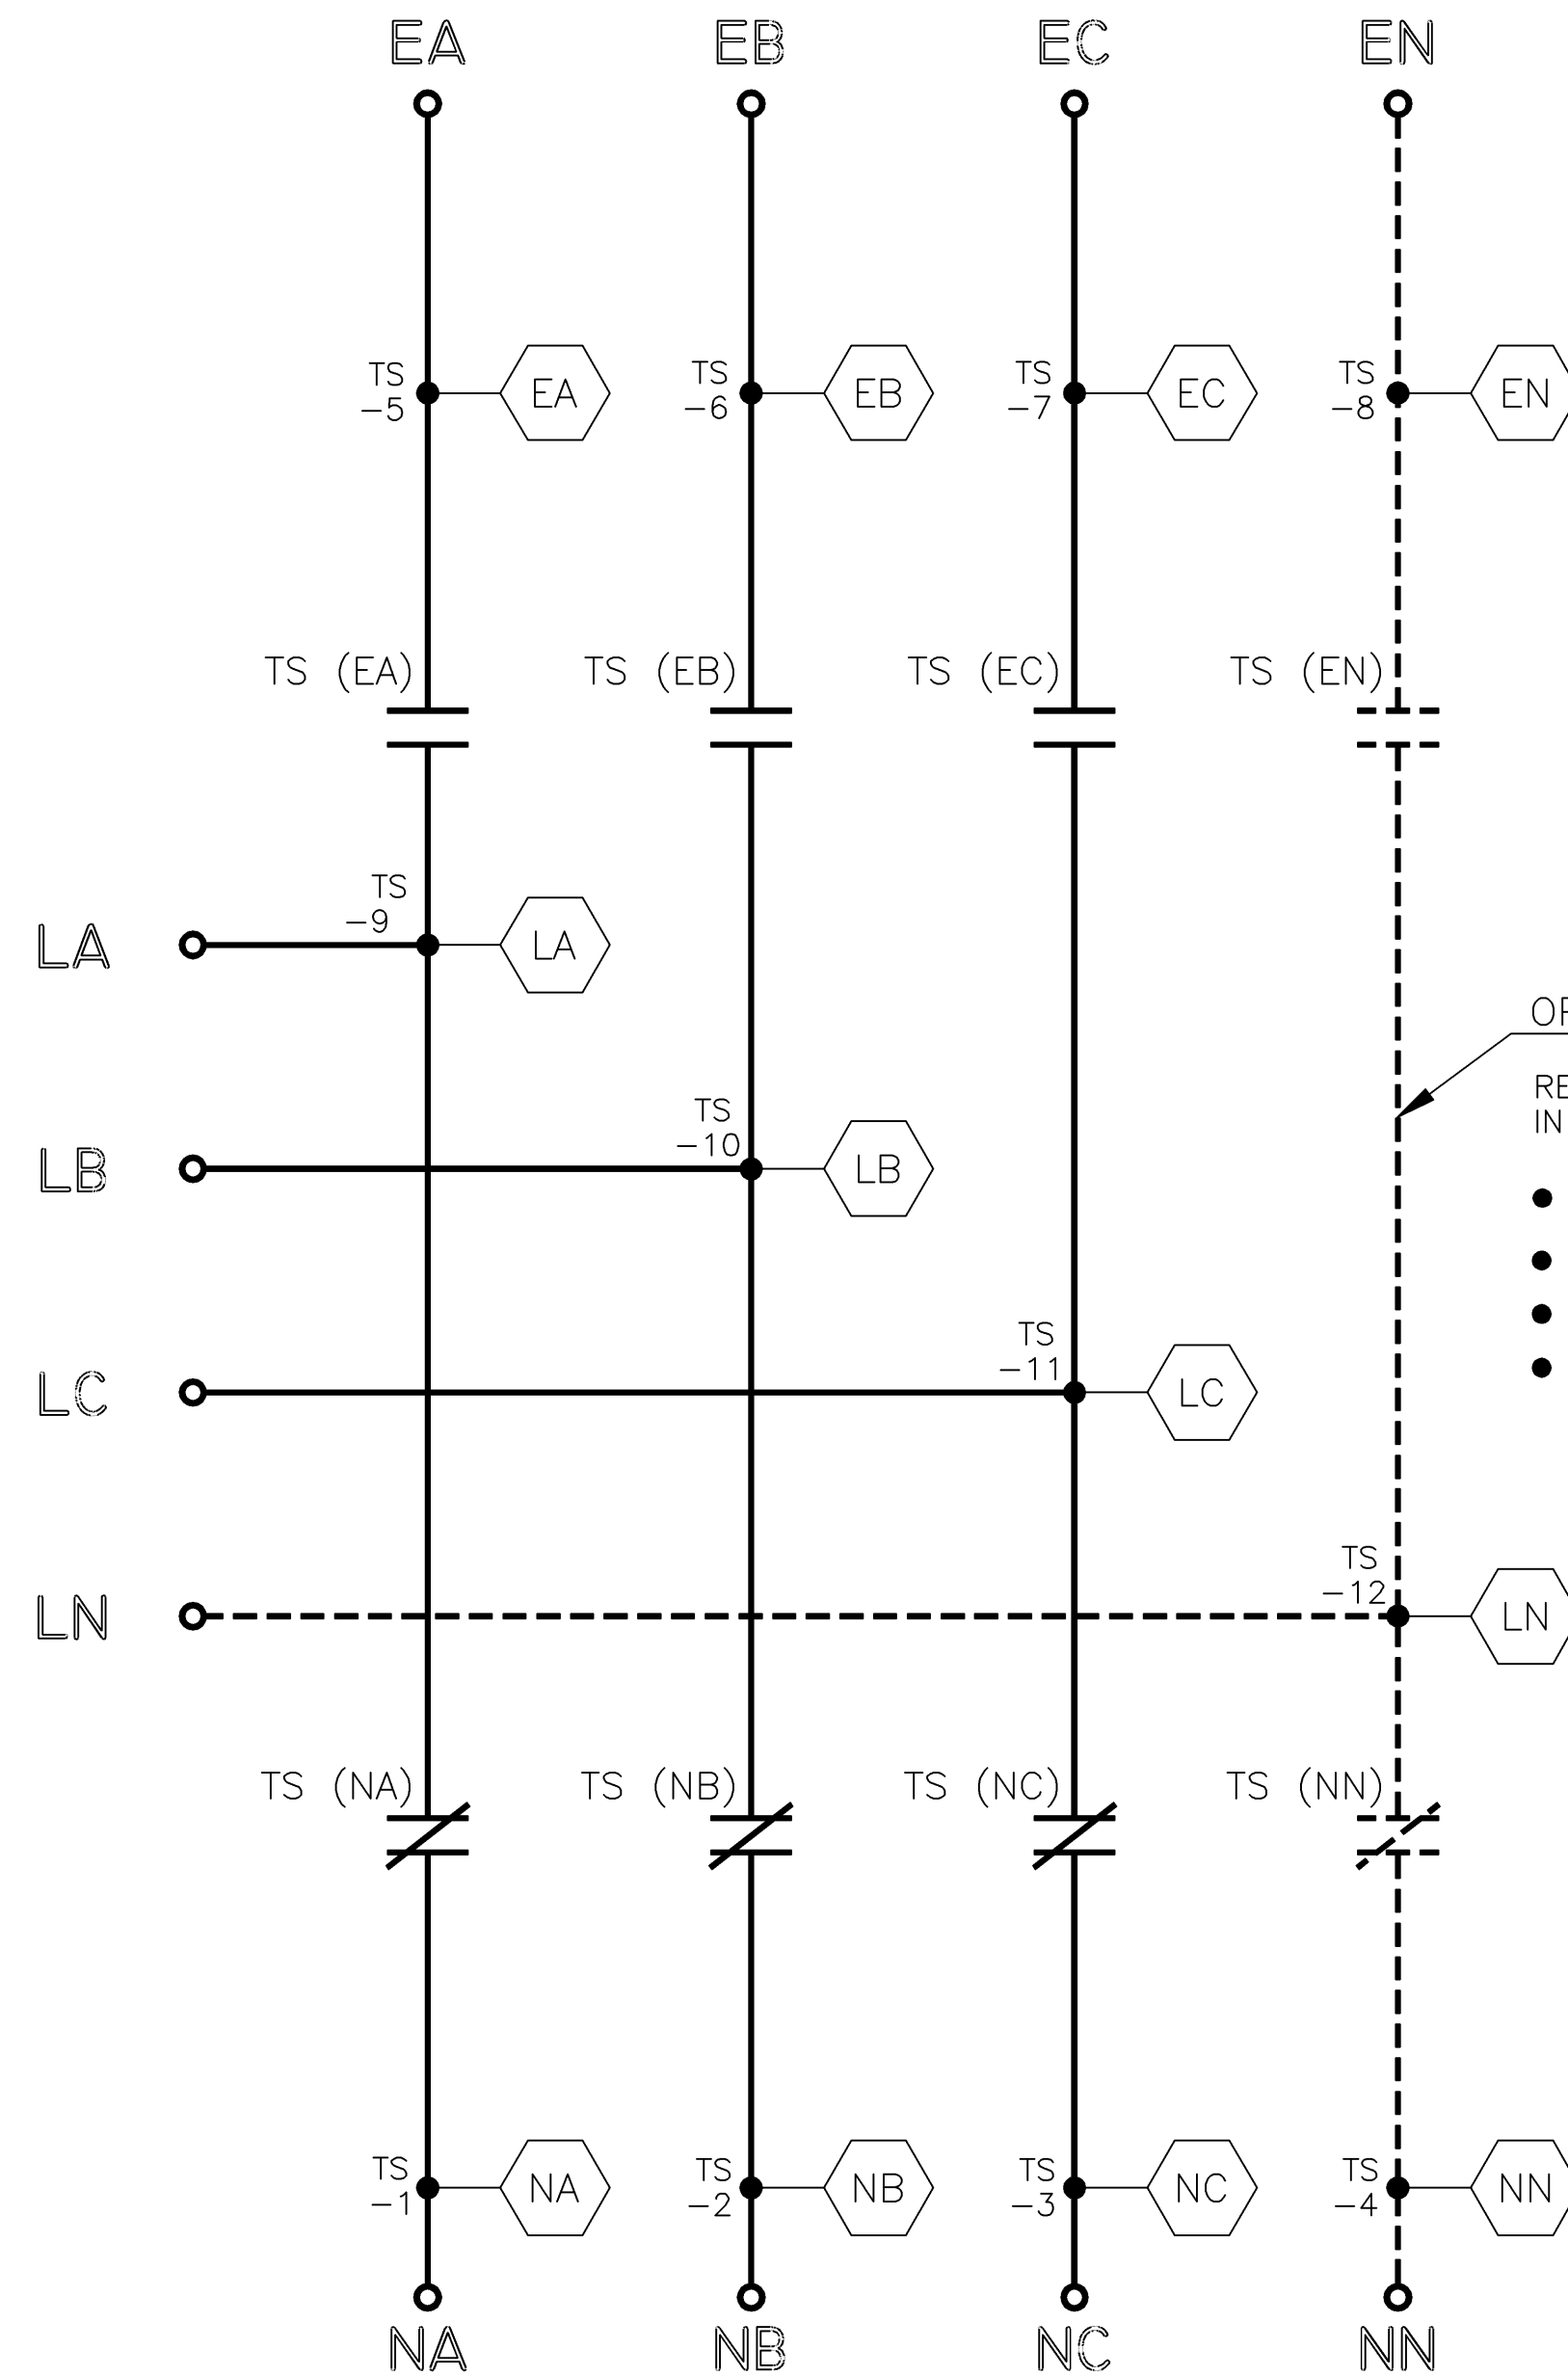 EA EB EC EN
TS TS TS TS
-5 EA -6 EB -7 EC -8 EN
TS (EA) TS (EB) TS (EC) TS (EN)
TS
-9
LA LA
OP
RE
IN
TS
-10
LB LB
TS
-11
LC LC
TS
-12
LN LN
TS (NA) TS (NB) TS (NC) TS (NN)
TS TS TS TS
-1 NA -2 NB -3 NC -4 NN
NA NB NC NN